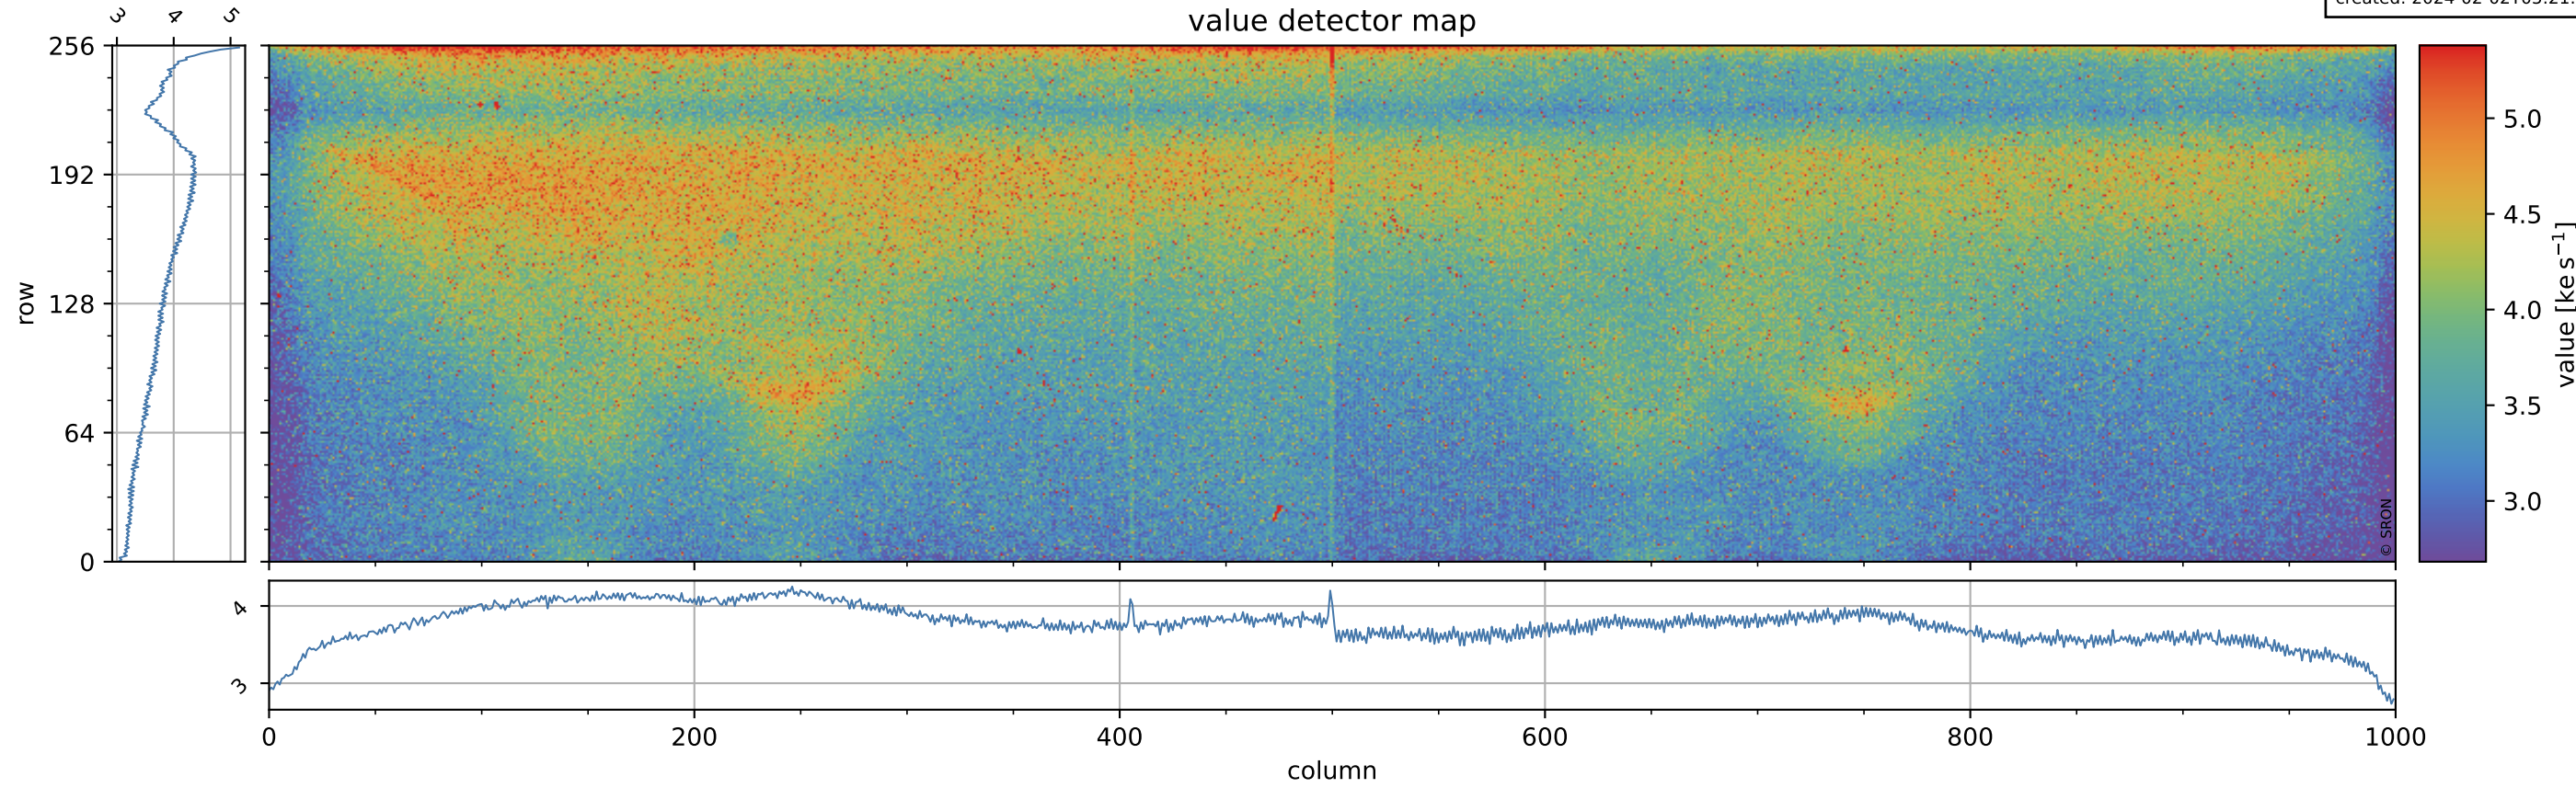 value detector map
3 4 5
256
192
128
64
0
row
5.0
4.5
4.0
3.5
3.0
value [ke s⁻¹]
© SRON
4
3
0 200 400 600 800 1000
column